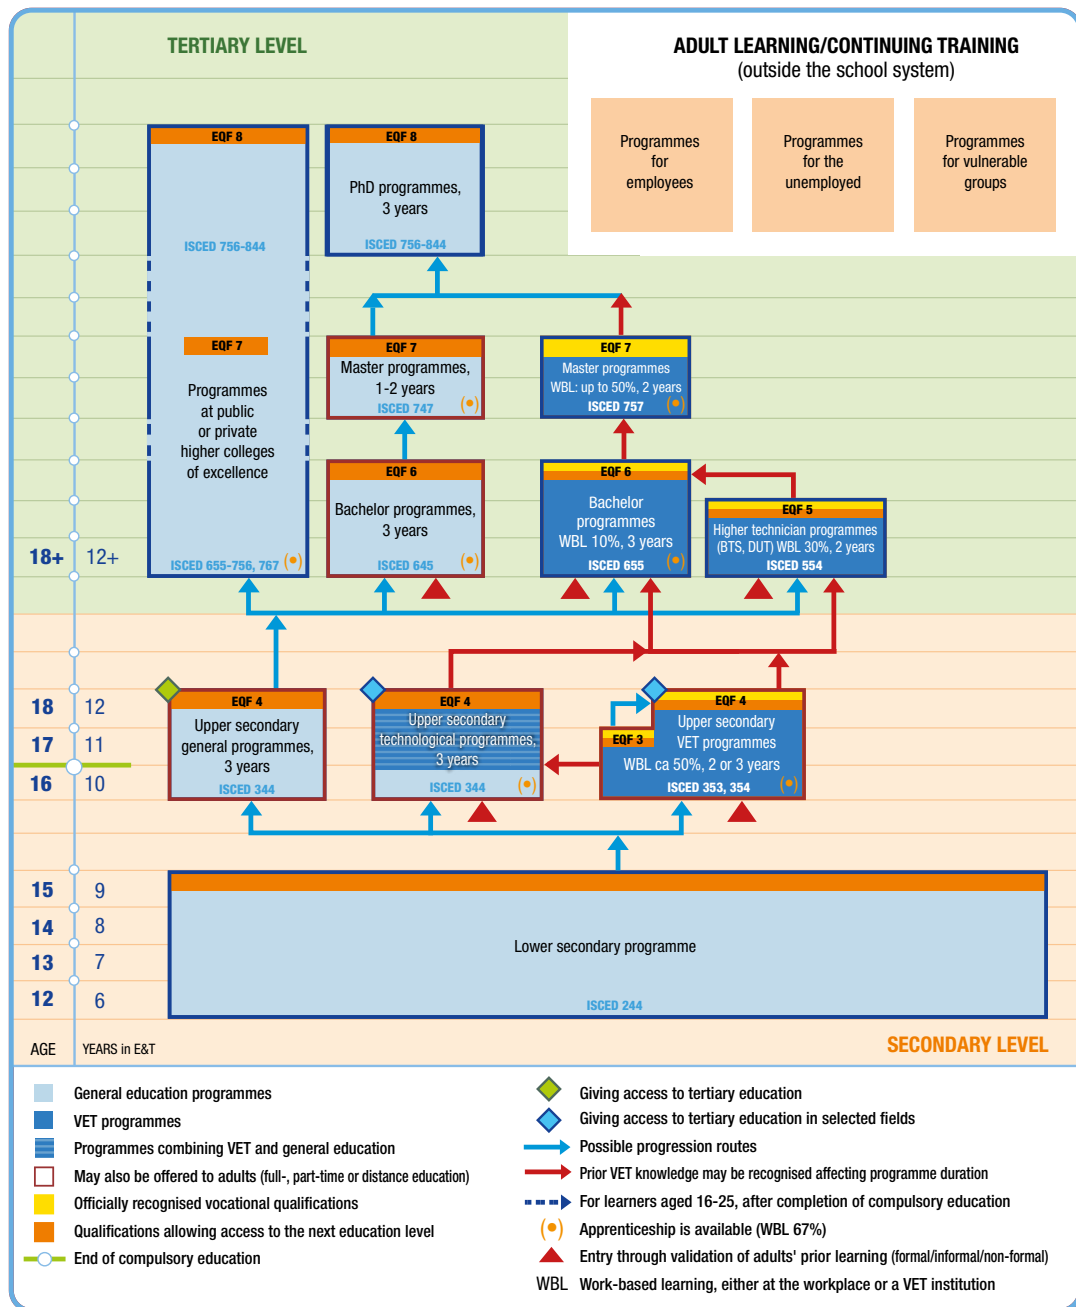 TERTIARY LEVEL
ADULT LEARNING/CONTINUING TRAINING
(outside the school system)
Programmes
for
employees
Programmes
for the
unemployed
Programmes
for vulnerable
groups
EQF 8
ISCED 756-844
EQF 7
Programmes
at public
or private
higher colleges
of excellence
ISCED 655-756, 767 (•)
EQF 8
PhD programmes,
3 years
ISCED 756-844
EQF 7
Master programmes,
1-2 years
ISCED 747 (•)
EQF 7
Master programmes
WBL: up to 50%, 2 years
ISCED 757 (•)
EQF 6
Bachelor programmes,
3 years
ISCED 645 (•)
EQF 6
Bachelor
programmes
WBL 10%, 3 years
ISCED 655 (•)
EQF 5
Higher technician programmes
(BTS, DUT) WBL 30%, 2 years
ISCED 554
18+ 12+
18 12
17 11
16 10
EQF 4
Upper secondary
general programmes,
3 years
ISCED 344
EQF 4
Upper secondary
technological programmes,
3 years
ISCED 344 (•)
EQF 4
EQF 3
Upper secondary
VET programmes
WBL ca 50%, 2 or 3 years
ISCED 353, 354 (•)
15 9
14 8
13 7
12 6
Lower secondary programme
ISCED 244
AGE YEARS in E&T
SECONDARY LEVEL
General education programmes
VET programmes
Programmes combining VET and general education
May also be offered to adults (full-, part-time or distance education)
Officially recognised vocational qualifications
Qualifications allowing access to the next education level
End of compulsory education
Giving access to tertiary education
Giving access to tertiary education in selected fields
Possible progression routes
Prior VET knowledge may be recognised affecting programme duration
For learners aged 16-25, after completion of compulsory education
(•) Apprenticeship is available (WBL 67%)
Entry through validation of adults' prior learning (formal/informal/non-formal)
WBL Work-based learning, either at the workplace or a VET institution